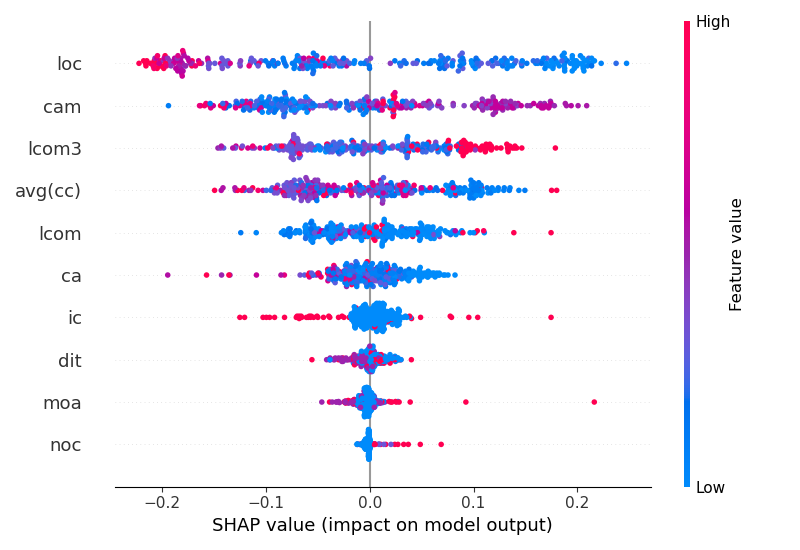 High
loc
cam
lcom3
avg(cc)
lcom
ca
ic
dit
moa
noc
Feature value
Low
−0.2 −0.1 0.0 0.1 0.2
SHAP value (impact on model output)